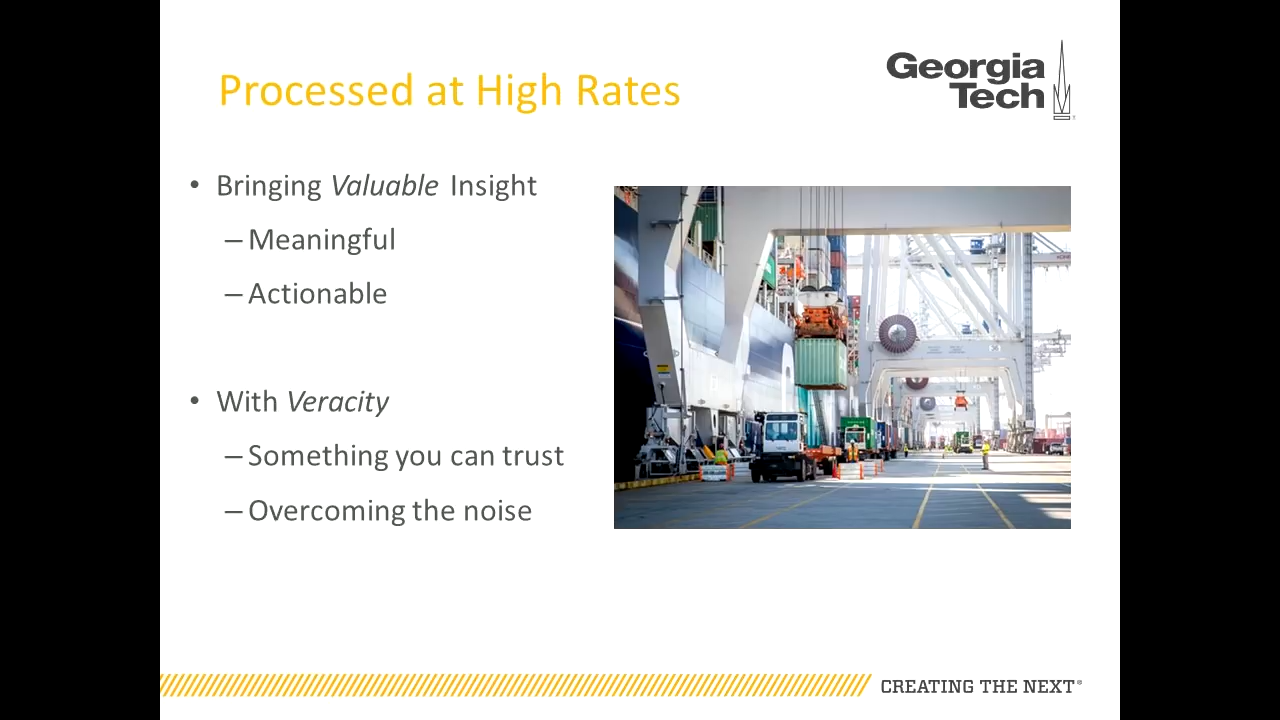 Processed at High Rates
Georgia
Tech
• Bringing Valuable Insight
– Meaningful
– Actionable
• With Veracity
– Something you can trust
– Overcoming the noise
CREATING THE NEXT®